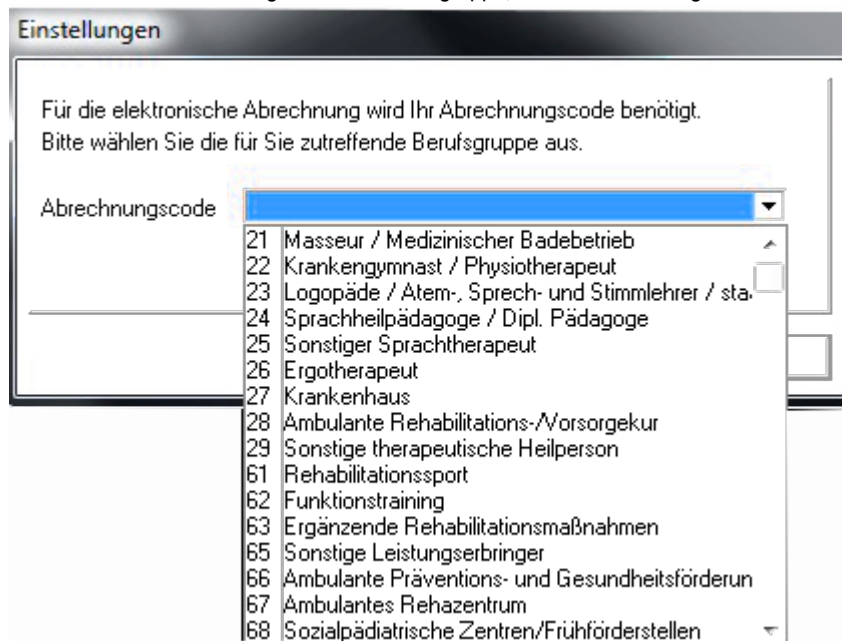 Einstellungen
Für die elektronische Abrechnung wird Ihr Abrechnungscode benötigt.
Bitte wählen Sie die für Sie zutreffende Berufsgruppe aus.
Abrechnungscode
21 Masseur / Medizinischer Badebetrieb
22 Krankengymnast / Physiotherapeut
23 Logopäde / Atem-, Sprech- und Stimmlehrer / sta
24 Sprachheilpädagoge / Dipl. Pädagoge
25 Sonstiger Sprachtherapeut
26 Ergotherapeut
27 Krankenhaus
28 Ambulante Rehabilitations-/Vorsorgekur
29 Sonstige therapeutische Heilperson
61 Rehabilitationssport
62 Funktionstraining
63 Ergänzende Rehabilitationsmaßnahmen
65 Sonstige Leistungserbringer
66 Ambulante Präventions- und Gesundheitsförderun
67 Ambulantes Rehazentrum
68 Sozialpädiatrische Zentren/Frühförderstellen